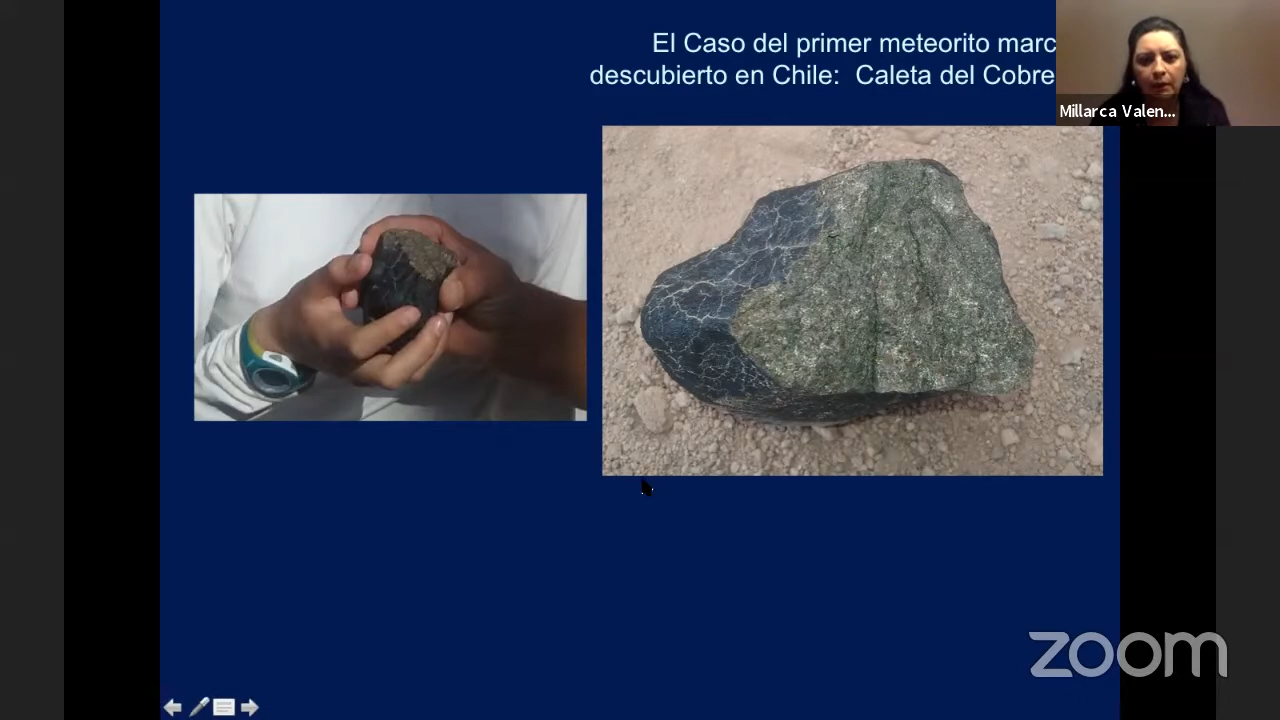 El Caso del primer meteorito marc
descubierto en Chile: Caleta del Cobre
Millarca Valen...
zoom